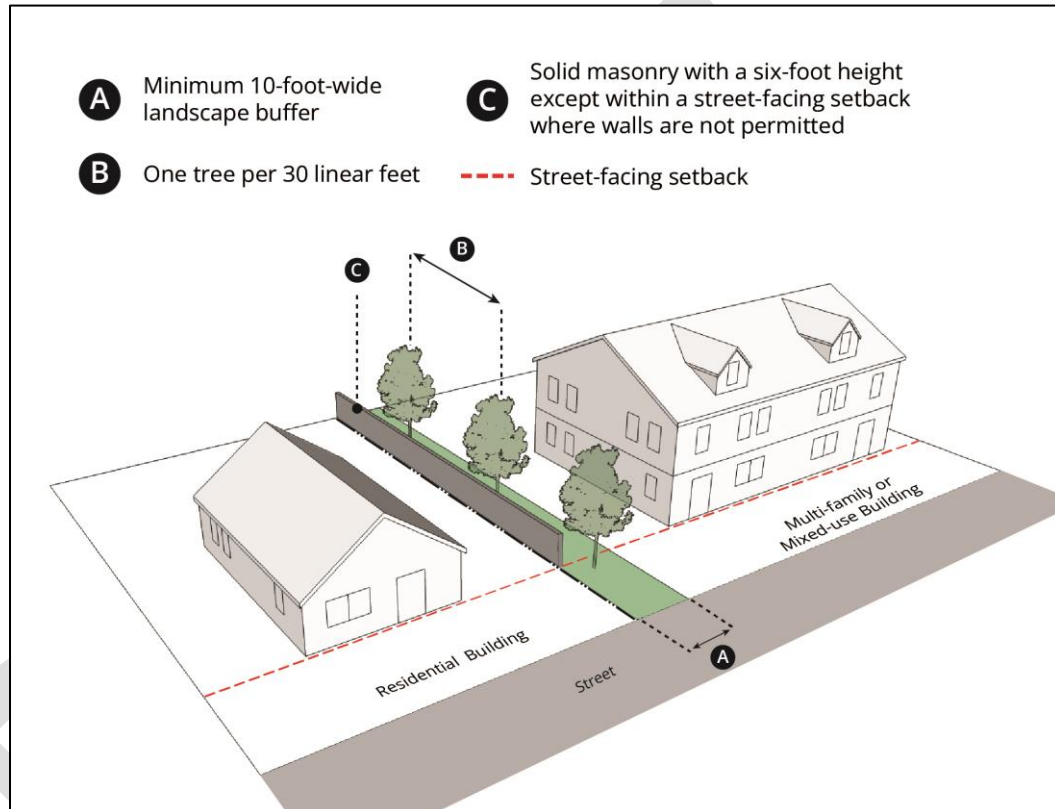 A
Minimum 10-foot-wide
landscape buffer
B
One tree per 30 linear feet
C
Solid masonry with a six-foot height
except within a street-facing setback
where walls are not permitted
Street-facing setback
B
C
Multi-family or
Mixed-use Building
Residential Building
Street
A